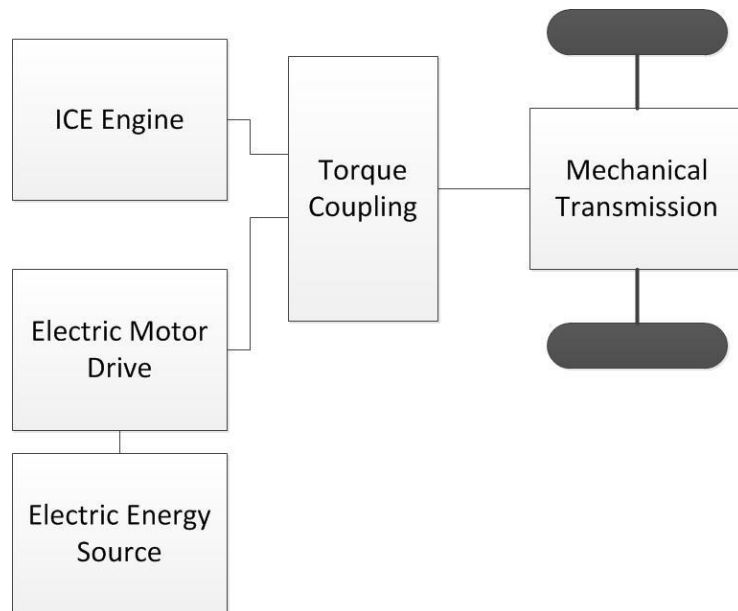 ICE Engine
Torque
Coupling
Mechanical
Transmission
Electric Motor
Drive
Electric Energy
Source